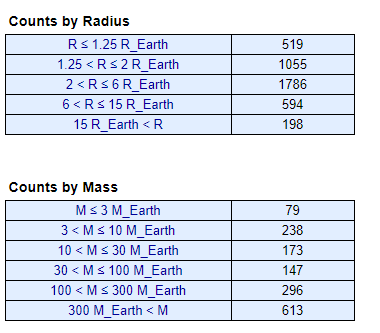 Counts by Radius
R ≤ 1.25 R_Earth 519
1.25 < R ≤ 2 R_Earth 1055
2 < R ≤ 6 R_Earth 1786
6 < R ≤ 15 R_Earth 594
15 R_Earth < R 198
Counts by Mass
M ≤ 3 M_Earth 79
3 < M ≤ 10 M_Earth 238
10 < M ≤ 30 M_Earth 173
30 < M ≤ 100 M_Earth 147
100 < M ≤ 300 M_Earth 296
300 M_Earth < M 613